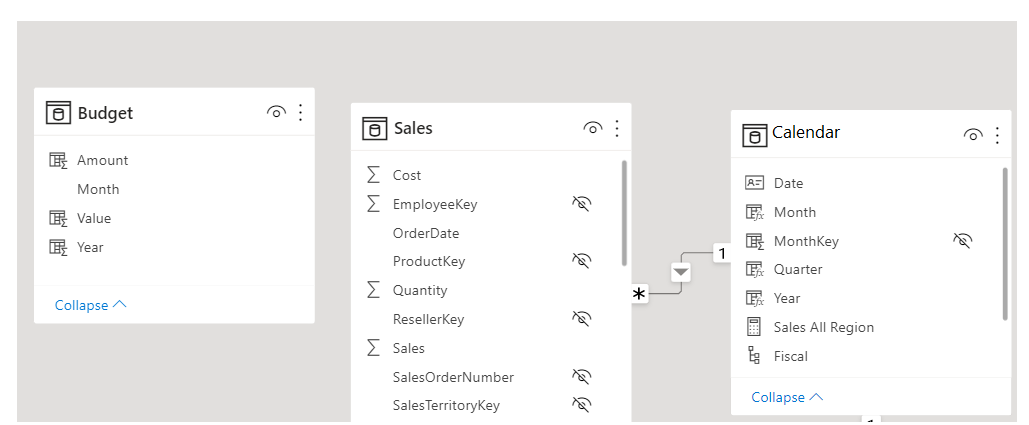 Budget
Amount
Month
Value
Year
Collapse
Sales
Cost
EmployeeKey
OrderDate
ProductKey
Quantity
ResellerKey
Sales
SalesOrderNumber
SalesTerritoryKey
*
1
Calendar
Date
Month
MonthKey
Quarter
Year
Sales All Region
Fiscal
Collapse